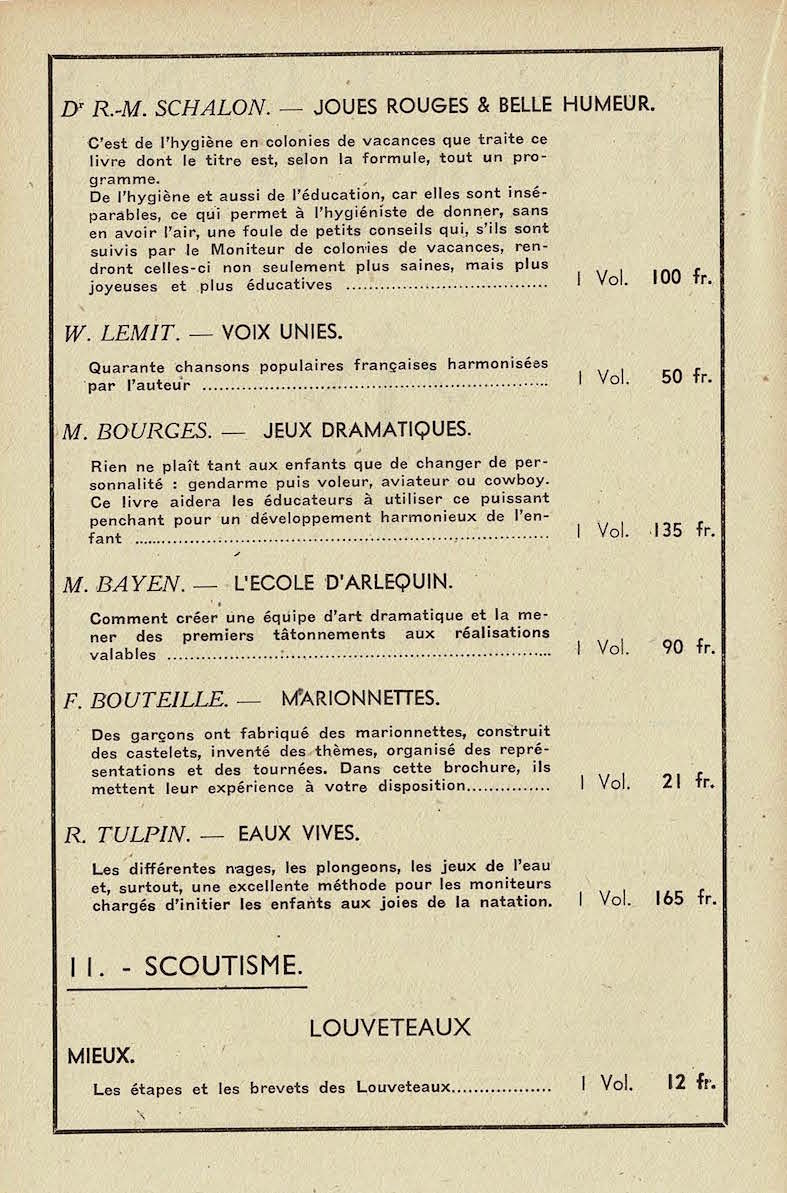 Dr R.-M. SCHALON. — JOUES ROUGES & BELLE HUMEUR.
C'est de l'hygiène en colonies de vacances que traite ce
livre dont le titre est, selon la formule, tout un pro-
gramme.
De l'hygiène et aussi de l'éducation, car elles sont insé-
parables, ce qui permet à l'hygiéniste de donner, sans
en avoir l'air, une foule de petits conseils qui, s'ils sont
suivis par le Moniteur de colonies de vacances, ren-
dront celles-ci non seulement plus saines, mais plus
joyeuses et plus éducatives .................................... I Vol. 100 fr.
W. LEMIT. — VOIX UNIES.
Quarante chansons populaires françaises harmonisées
par l'auteur ............................................................. I Vol. 50 fr.
M. BOURGES. — JEUX DRAMATIQUES.
Rien ne plaît tant aux enfants que de changer de per-
sonnalité : gendarme puis voleur, aviateur ou cowboy.
Ce livre aidera les éducateurs à utiliser ce puissant
penchant pour un développement harmonieux de l'en-
fant .......................................................................... I Vol. 135 fr.
M. BAYEN. — L'ECOLE D'ARLEQUIN.
Comment créer une équipe d'art dramatique et la me-
ner des premiers tâtonnements aux réalisations
valables .................................................................... I Vol. 90 fr.
F. BOUTEILLE. — MARIONNETTES.
Des garçons ont fabriqué des marionnettes, construit
des castelets, inventé des thèmes, organisé des repré-
sentations et des tournées. Dans cette brochure, ils
mettent leur expérience à votre disposition............... I Vol. 21 fr.
R. TULPIN. — EAUX VIVES.
Les différentes nages, les plongeons, les jeux de l'eau
et, surtout, une excellente méthode pour les moniteurs
chargés d'initier les enfants aux joies de la natation. I Vol. 165 fr.
II. - SCOUTISME.
LOUVETEAUX
MIEUX.
Les étapes et les brevets des Louveteaux.................. I Vol. 12 fr.